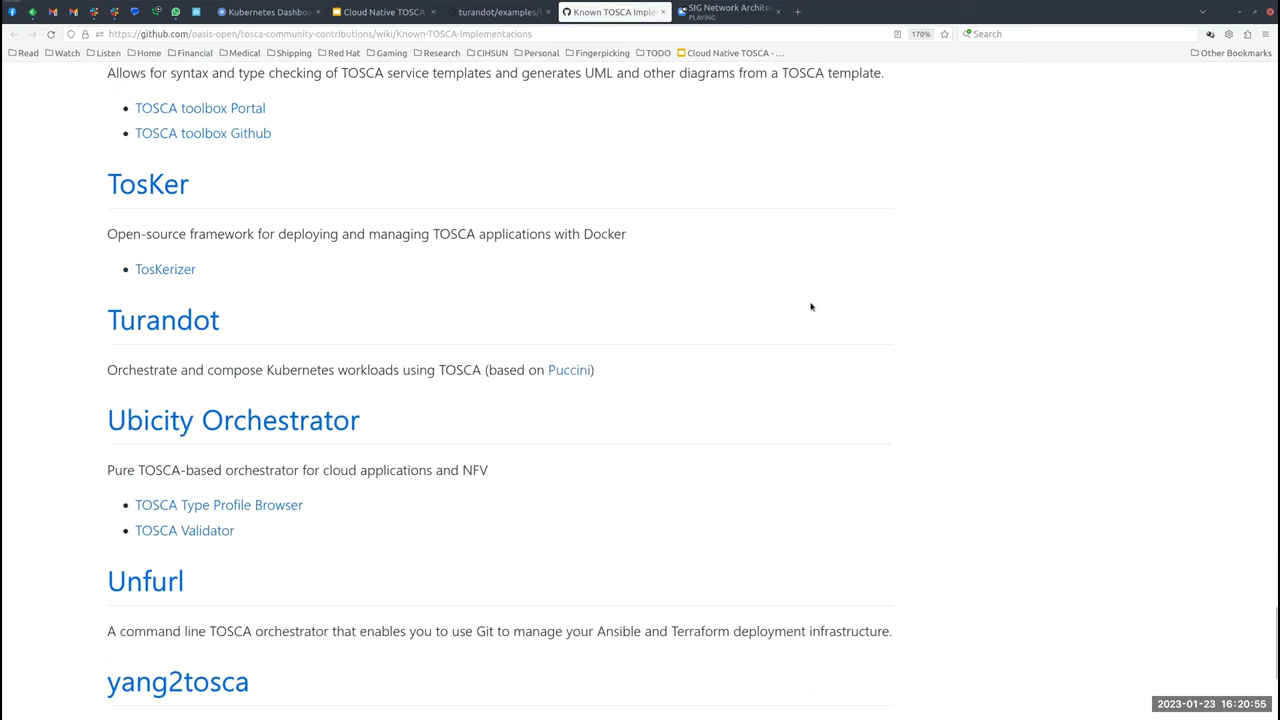 Kubernetes Dashboa
Cloud Native TOSCA
turandot/examples/
Known TOSCA Imple
SIG Network Archite
PLAYING
https://github.com/oasis-open/tosca-community-contributions/wiki/Known-TOSCA-Implementations
170%
Search
Read Watch Listen Home Financial Medical Shipping Red Hat Gaming Research CIHSUN Personal Fingerpicking TODO Cloud Native TOSCA - ... Other Bookmarks
Allows for syntax and type checking of TOSCA service templates and generates UML and other diagrams from a TOSCA template.
• TOSCA toolbox Portal
• TOSCA toolbox Github
TosKer
Open-source framework for deploying and managing TOSCA applications with Docker
• TosKerizer
Turandot
Orchestrate and compose Kubernetes workloads using TOSCA (based on Puccini)
Ubicity Orchestrator
Pure TOSCA-based orchestrator for cloud applications and NFV
• TOSCA Type Profile Browser
• TOSCA Validator
Unfurl
A command line TOSCA orchestrator that enables you to use Git to manage your Ansible and Terraform deployment infrastructure.
yang2tosca
2023-01-23 16:20:55